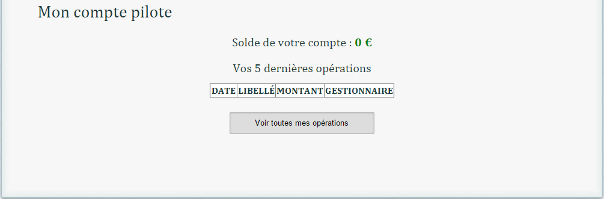 Mon compte pilote
Solde de votre compte : 0 €
Vos 5 dernières opérations
DATE LIBELLÉ MONTANT GESTIONNAIRE
Voir toutes mes opérations